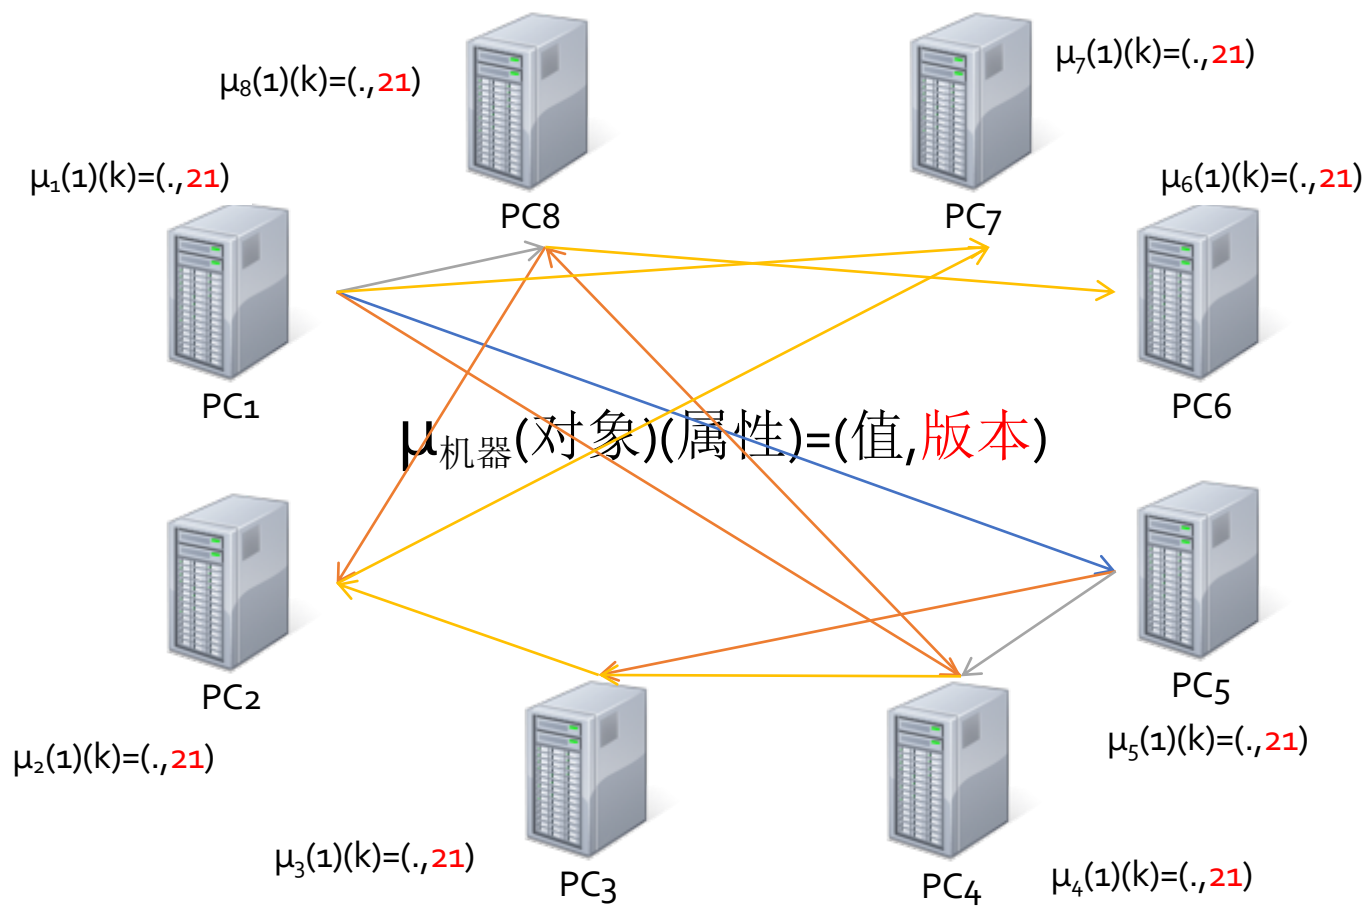 μ₈(1)(k)=(.,21)
μ₇(1)(k)=(.,21)
μ₁(1)(k)=(.,21)
μ₆(1)(k)=(.,21)
PC8
PC7
PC1
PC6
μ机器(对象)(属性)=(值,版本)
PC2
PC5
μ₂(1)(k)=(.,21)
μ₅(1)(k)=(.,21)
μ₃(1)(k)=(.,21)
PC3
PC4
μ₄(1)(k)=(.,21)